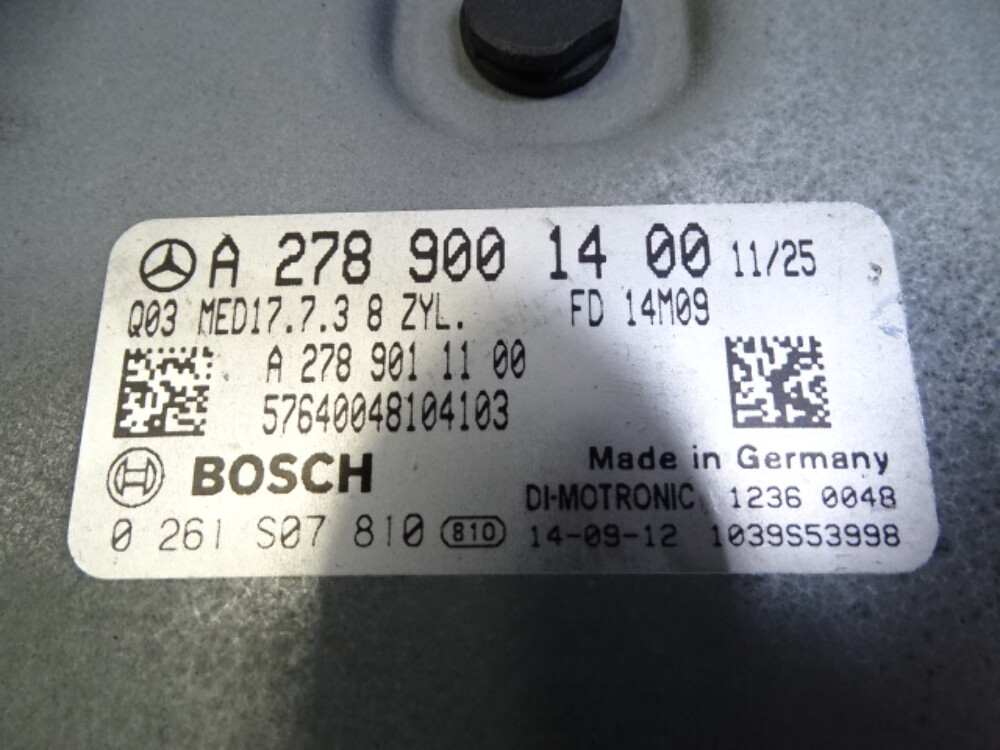 A 278 900 14 00 11/25
Q03 MED17.7.3 8 ZYL. FD 14M09
A 278 901 11 00
57640048104103
BOSCH
Made in Germany
DI-MOTRONIC 1236 0048
0 261 S07 810 810 14-09-12 1039S53998